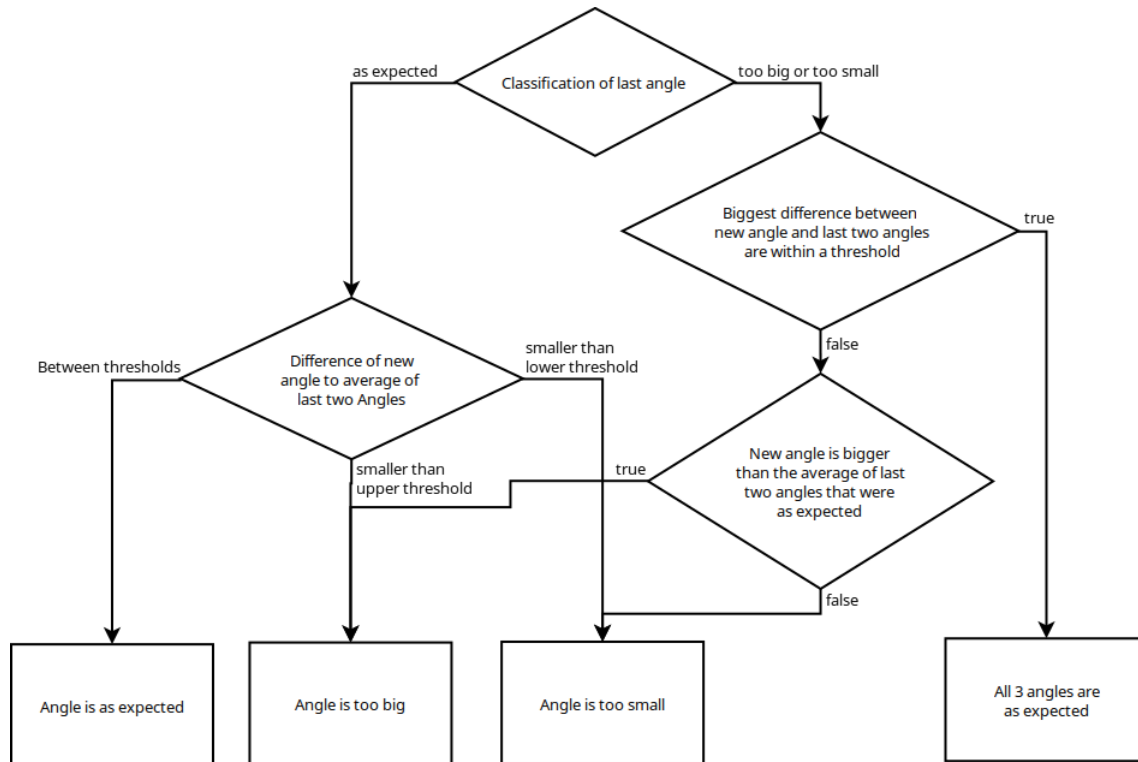 Classification of last angle
as expected
too big or too small
Biggest difference between
new angle and last two angles
are within a threshold
true
false
Difference of new
angle to average of
last two Angles
Between thresholds
smaller than
lower threshold
smaller than
upper threshold
New angle is bigger
than the average of last
two angles that were
as expected
true
false
Angle is as expected
Angle is too big
Angle is too small
All 3 angles are
as expected